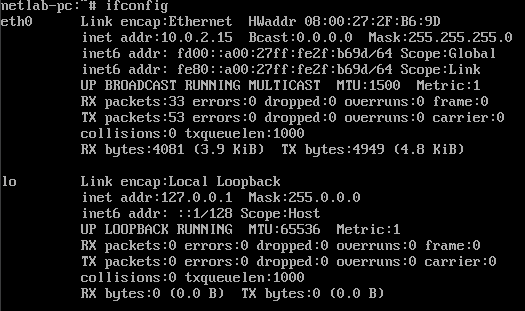 netlab-pc:~# ifconfig
eth0      Link encap:Ethernet  HWaddr 08:00:27:2F:B6:9D
          inet addr:10.0.2.15  Bcast:0.0.0.0  Mask:255.255.255.0
          inet6 addr: fd00::a00:27ff:fe2f:b69d/64 Scope:Global
          inet6 addr: fe80::a00:27ff:fe2f:b69d/64 Scope:Link
          UP BROADCAST RUNNING MULTICAST  MTU:1500  Metric:1
          RX packets:33 errors:0 dropped:0 overruns:0 frame:0
          TX packets:53 errors:0 dropped:0 overruns:0 carrier:0
          collisions:0 txqueuelen:1000
          RX bytes:4081 (3.9 KiB)  TX bytes:4949 (4.8 KiB)
lo        Link encap:Local Loopback
          inet addr:127.0.0.1  Mask:255.0.0.0
          inet6 addr: ::1/128 Scope:Host
          UP LOOPBACK RUNNING  MTU:65536  Metric:1
          RX packets:0 errors:0 dropped:0 overruns:0 frame:0
          TX packets:0 errors:0 dropped:0 overruns:0 carrier:0
          collisions:0 txqueuelen:1000
          RX bytes:0 (0.0 B)  TX bytes:0 (0.0 B)